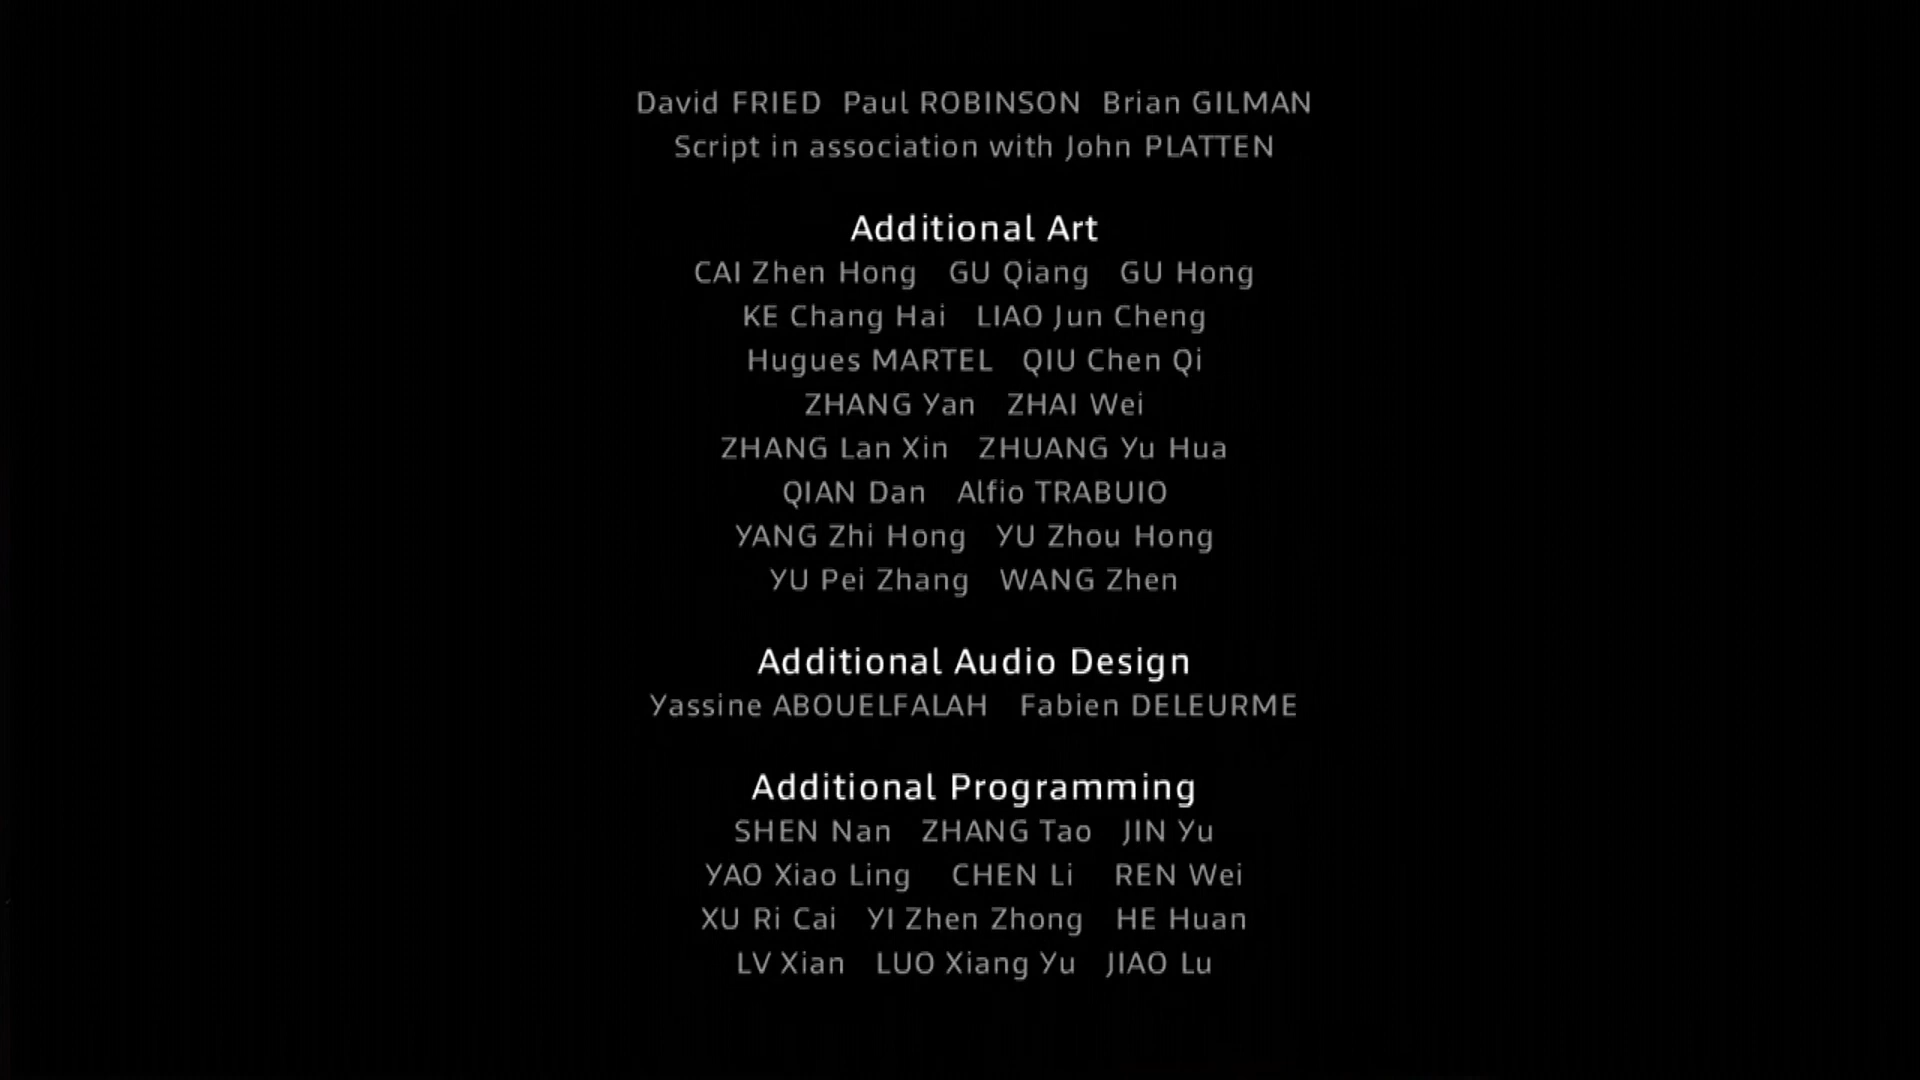 David FRIED Paul ROBINSON Brian GILMAN
Script in association with John PLATTEN
Additional Art
CAI Zhen Hong GU Qiang GU Hong
KE Chang Hai LIAO Jun Cheng
Hugues MARTEL QIU Chen Qi
ZHANG Yan ZHAI Wei
ZHANG Lan Xin ZHUANG Yu Hua
QIAN Dan Alfio TRABUIO
YANG Zhi Hong YU Zhou Hong
YU Pei Zhang WANG Zhen
Additional Audio Design
Yassine ABOUELFALAH Fabien DELEURME
Additional Programming
SHEN Nan ZHANG Tao JIN Yu
YAO Xiao Ling CHEN Li REN Wei
XU Ri Cai YI Zhen Zhong HE Huan
LV Xian LUO Xiang Yu JIAO Lu